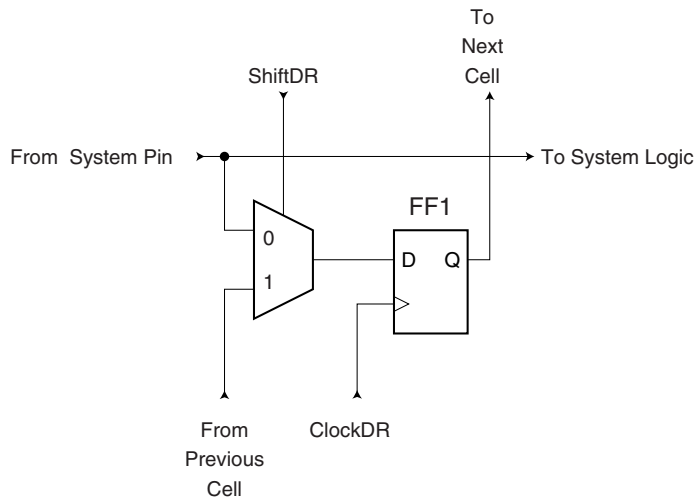 To
Next
Cell
ShiftDR
From System Pin
To System Logic
FF1
0
D Q
1
From
Previous
Cell
ClockDR